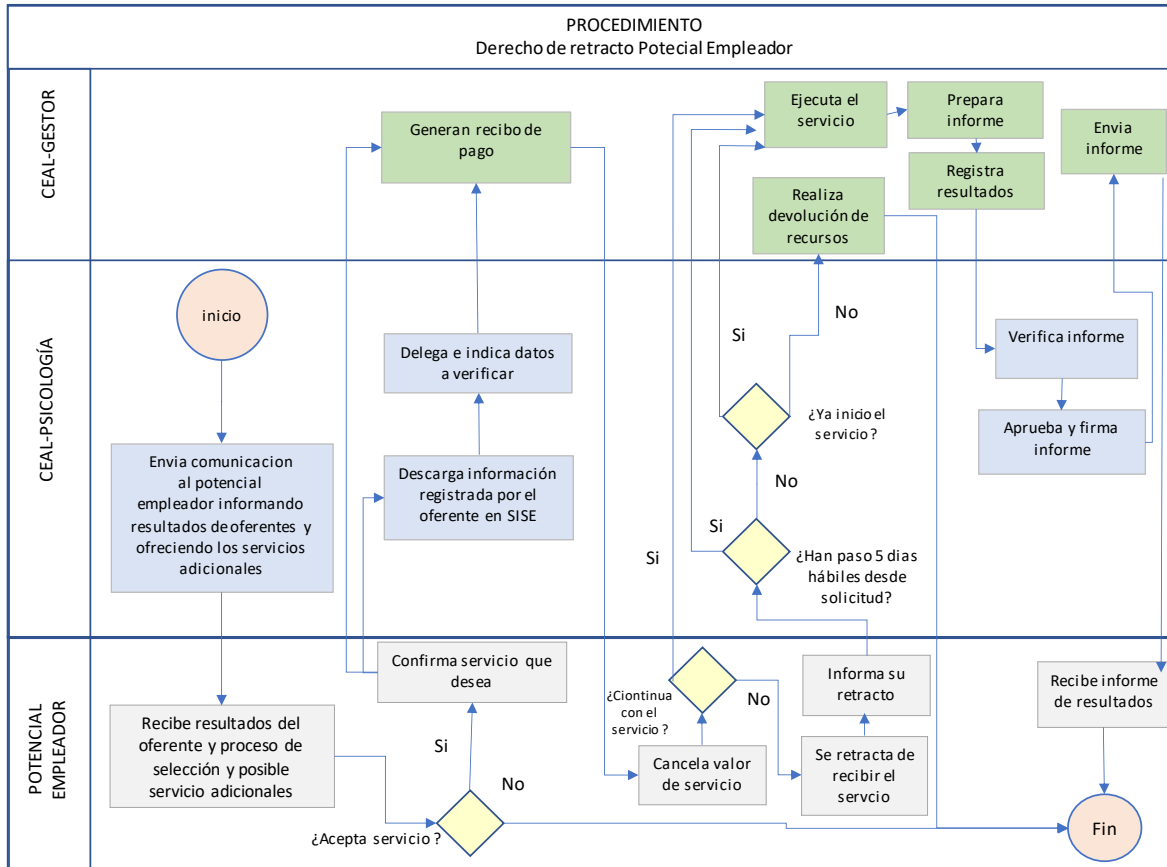 PROCEDIMIENTO
Derecho de retracto Potecial Empleador
CEAL-GESTOR
Generan recibo de
pago
Ejecuta el
servicio
Prepara
informe
Registra
resultados
Envia
informe
Realiza
devolución de
recursos
CEAL-PSICOLOGÍA
inicio
Envia comunicacion
al potencial
empleador informando
resultados de oferentes y
ofreciendo los servicios
adicionales
Delega e indica datos
a verificar
Descarga información
registrada por el
oferente en SISE
Si
No
¿Ya inicio el
servicio ?
No
Si
Si
¿Han paso 5 dias
hábiles desde
solicitud?
Verifica informe
Aprueba y firma
informe
POTENCIAL
EMPLEADOR
Recibe resultados del
oferente y proceso de
selección y posible
servicio adicionales
Confirma servicio que
desea
Si
No
¿Acepta servicio ?
¿Ciontinua
con el
servicio ?
No
Cancela valor
de servicio
Informa su
retracto
Se retracta de
recibir el
servcio
Recibe informe
de resultados
Fin